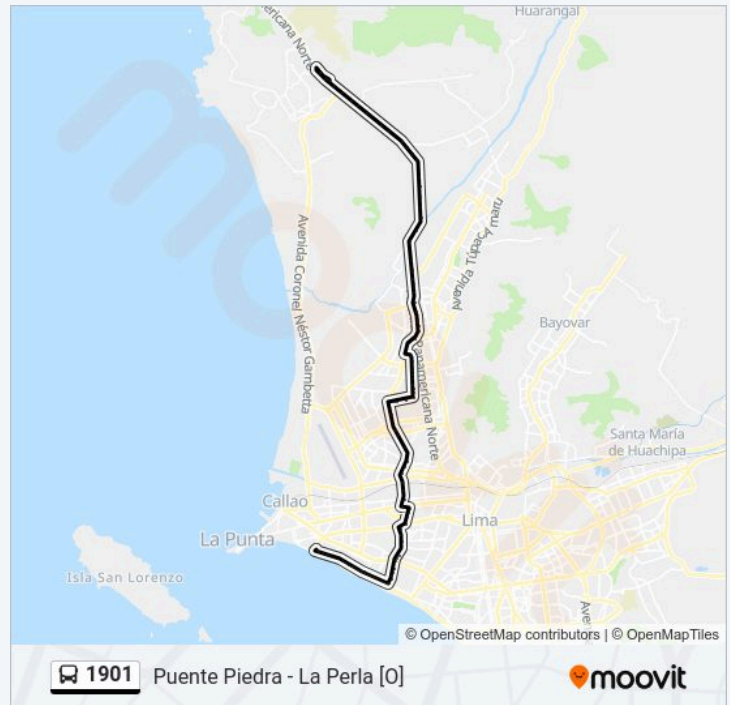 Huarangal
Panamericana Norte
Avenida Túpac Amaru
Avenida Coronel Néstor Gambetta
Bayovar
Panamericana Norte
Santa María
de Huachipa
Callao
Lima
La Punta
Isla San Lorenzo
Ave
© OpenStreetMap contributors | © OpenMapTiles
1901 Puente Piedra - La Perla [O]
moovit